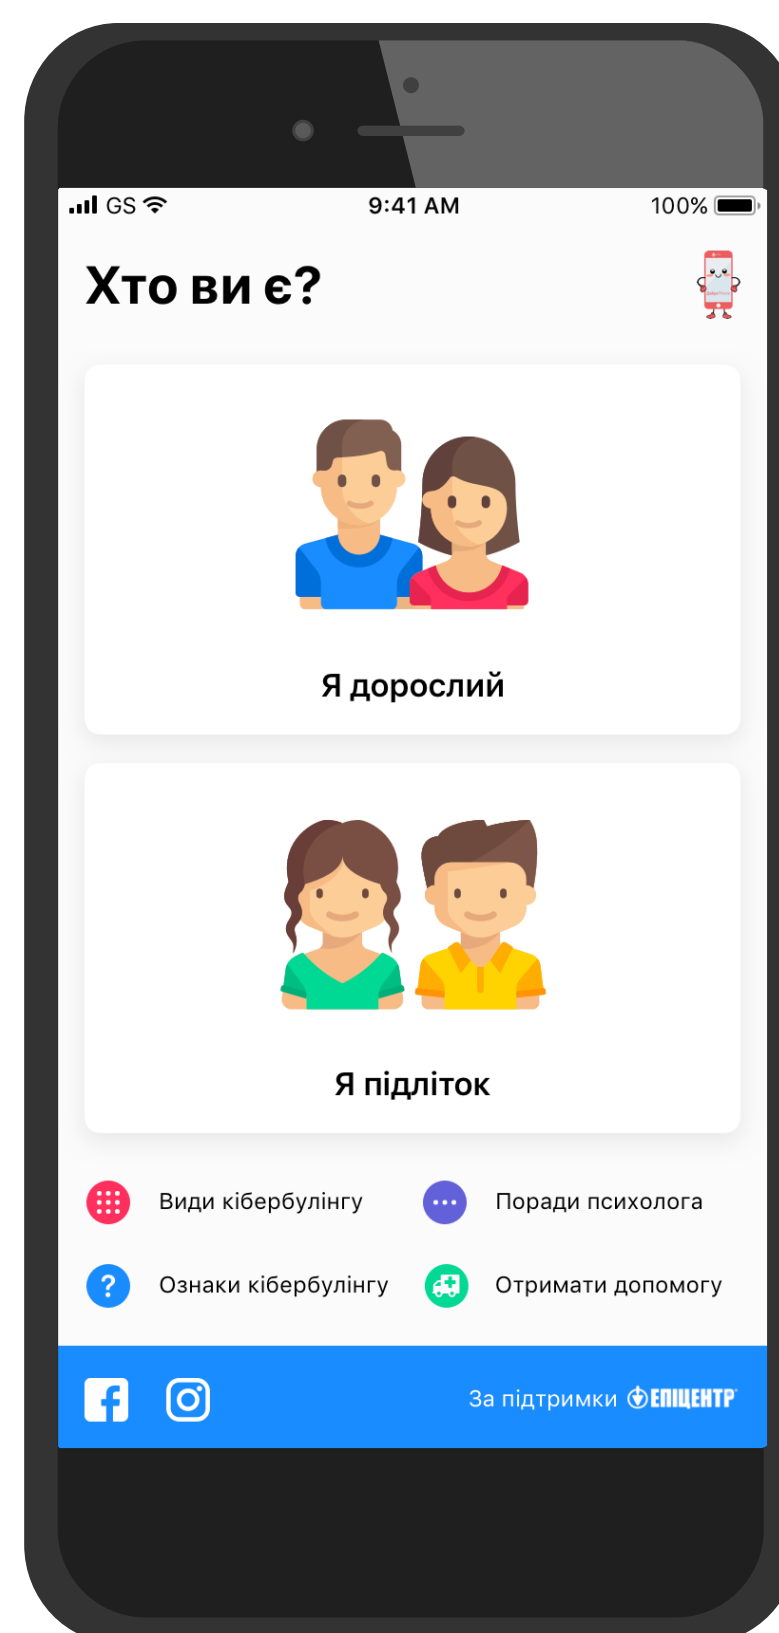 GS 9:41 AM 100%
Хто ви є?
Я дорослий
Я підліток
Види кібербулінгу
Поради психолога
Ознаки кібербулінгу
Отримати допомогу
За підтримки ЕПІЦЕНТР